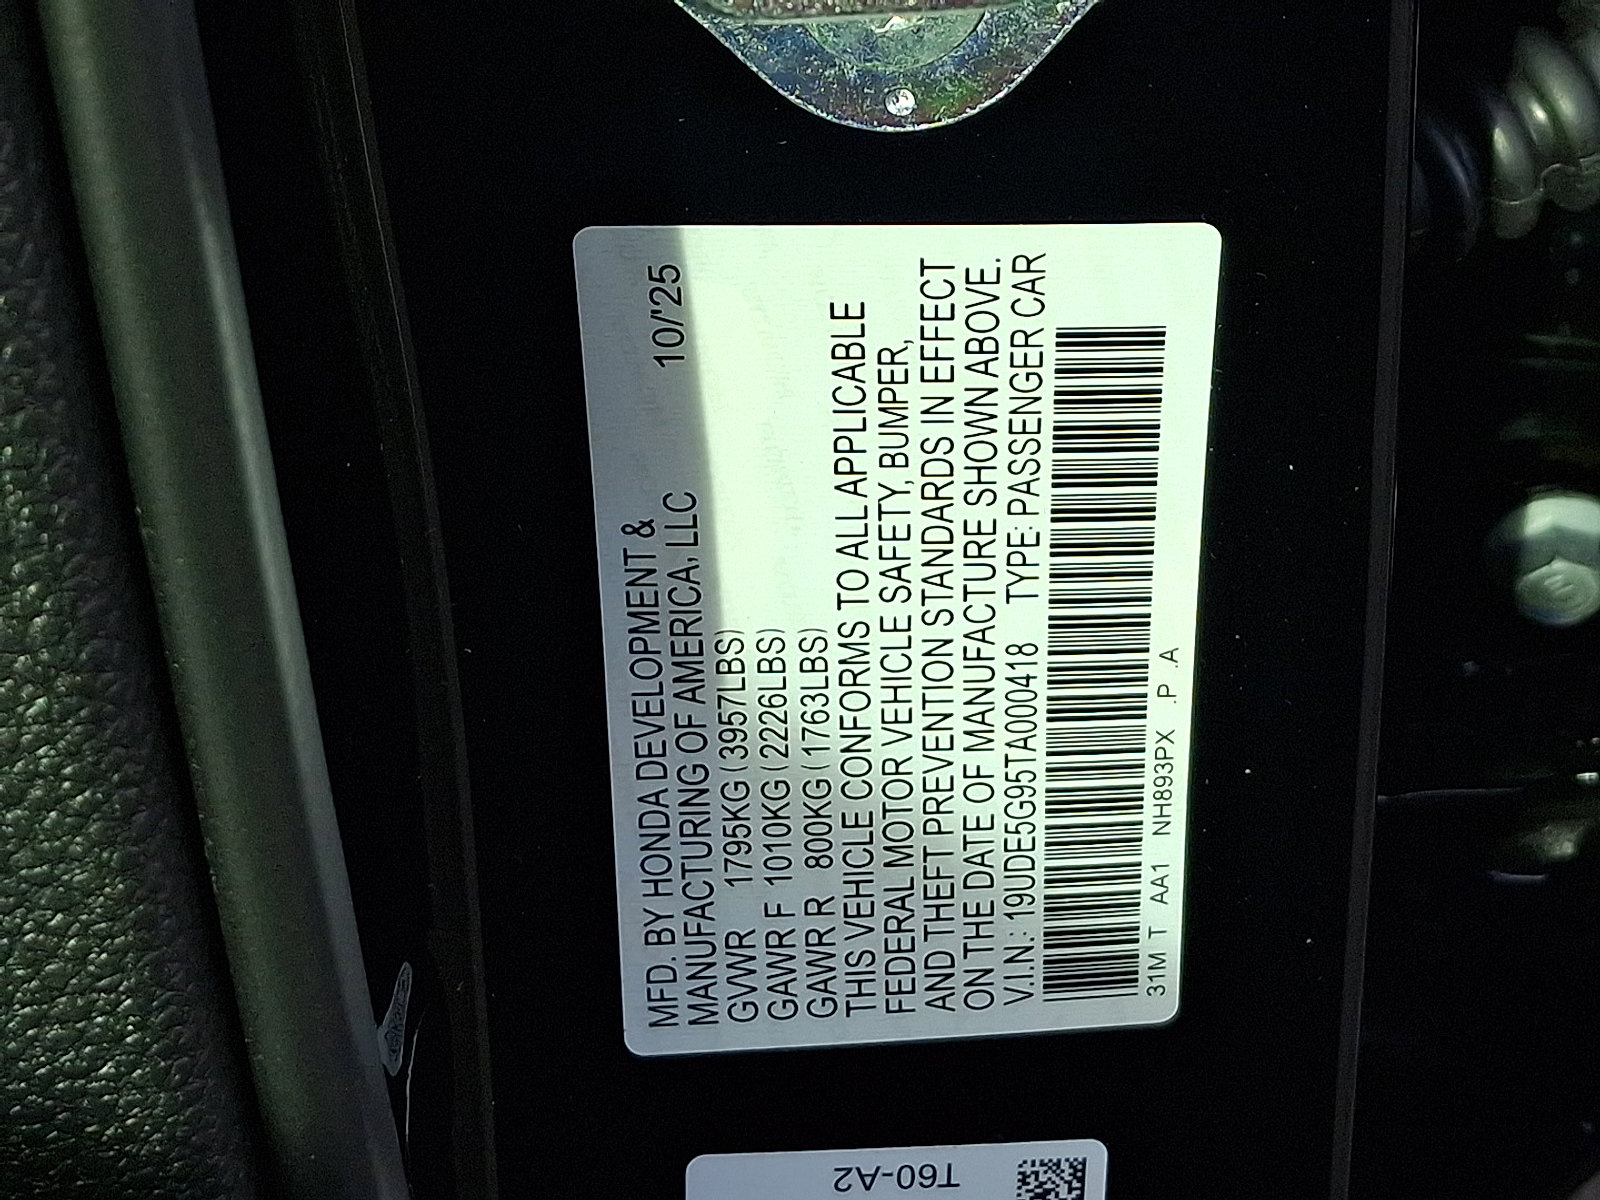 MFD. BY HONDA DEVELOPMENT &
MANUFACTURING OF AMERICA, LLC 10/'25
GVWR 1795KG (3957LBS)
GAWR F 1010KG (2226LBS)
GAWR R 800KG (1763LBS)
THIS VEHICLE CONFORMS TO ALL APPLICABLE
FEDERAL MOTOR VEHICLE SAFETY, BUMPER,
AND THEFT PREVENTION STANDARDS IN EFFECT
ON THE DATE OF MANUFACTURE SHOWN ABOVE.
V.I.N.: 19UDE5G95TA000418 TYPE: PASSENGER CAR
31M T AA1 NH893PX .P .A
T60-A2